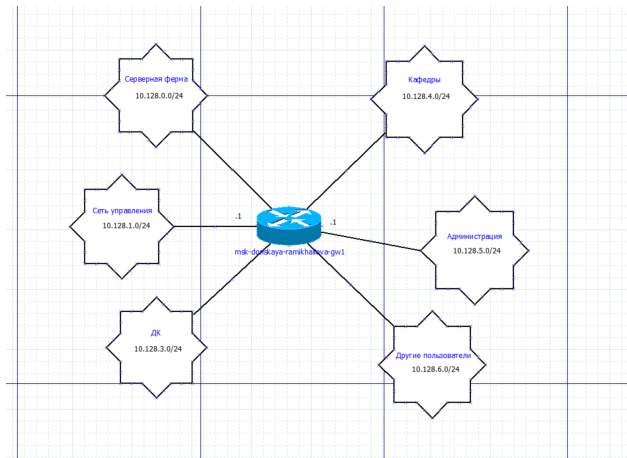 Серверная ферма
10.128.0.0/24
Кафедры
10.128.4.0/24
Сеть управления
10.128.1.0/24
.1
.1
Администрация
10.128.5.0/24
msk-donskaya-ramikhailova-gw1
ДК
10.128.3.0/24
Другие пользователи
10.128.6.0/24